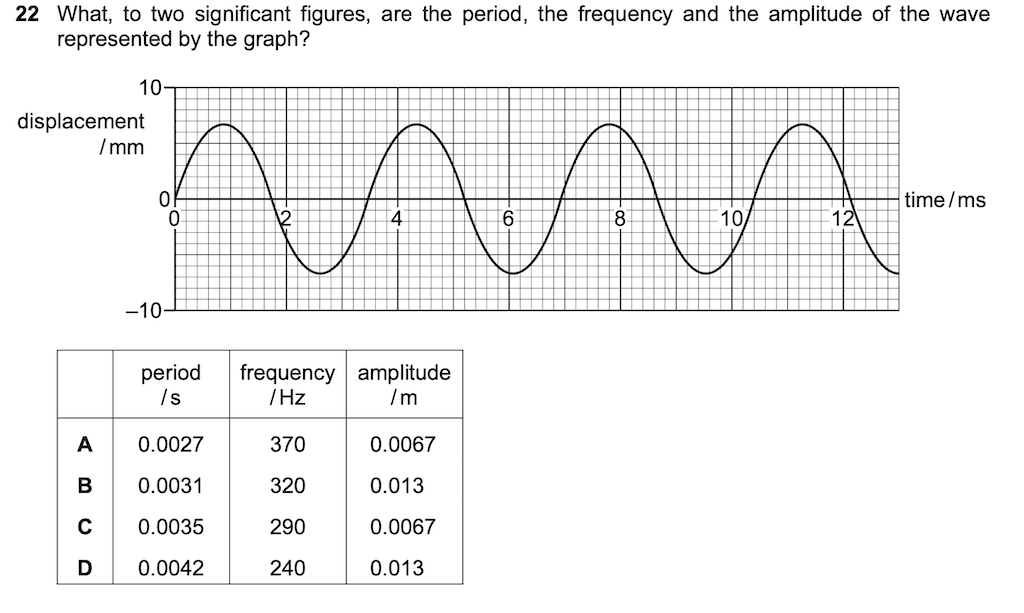 22 What, to two significant figures, are the period, the frequency and the amplitude of the wave
represented by the graph?
10
displacement
/ mm
0
0 2 4 6 8 10 12
time / ms
–10
period frequency amplitude
/ s / Hz / m
A 0.0027 370 0.0067
B 0.0031 320 0.013
C 0.0035 290 0.0067
D 0.0042 240 0.013